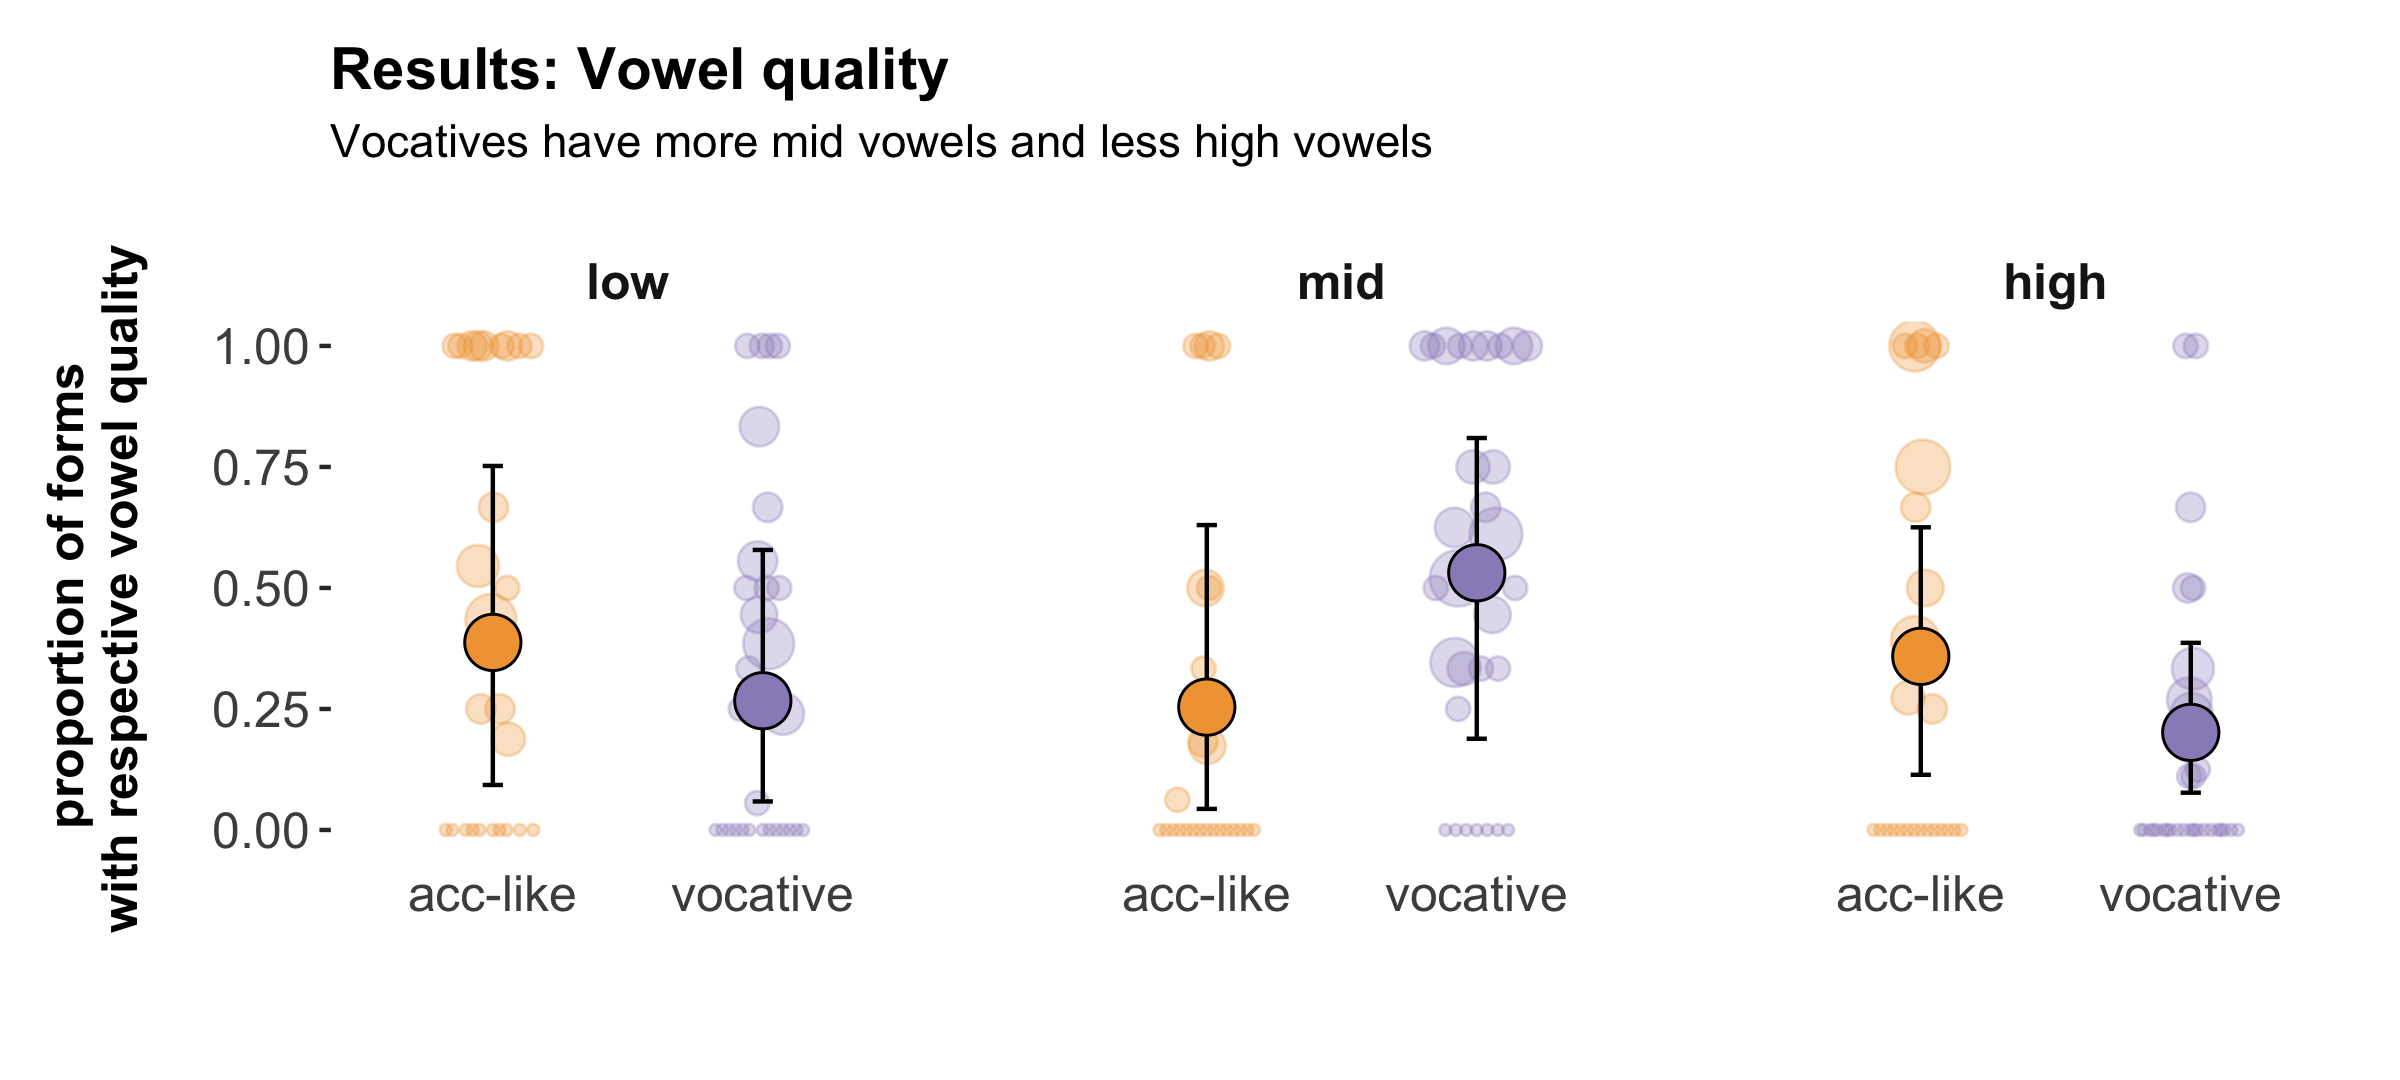 Results: Vowel quality
Vocatives have more mid vowels and less high vowels
proportion of forms
with respective vowel quality
low
mid
high
1.00
0.75
0.50
0.25
0.00
acc-like
vocative
acc-like
vocative
acc-like
vocative